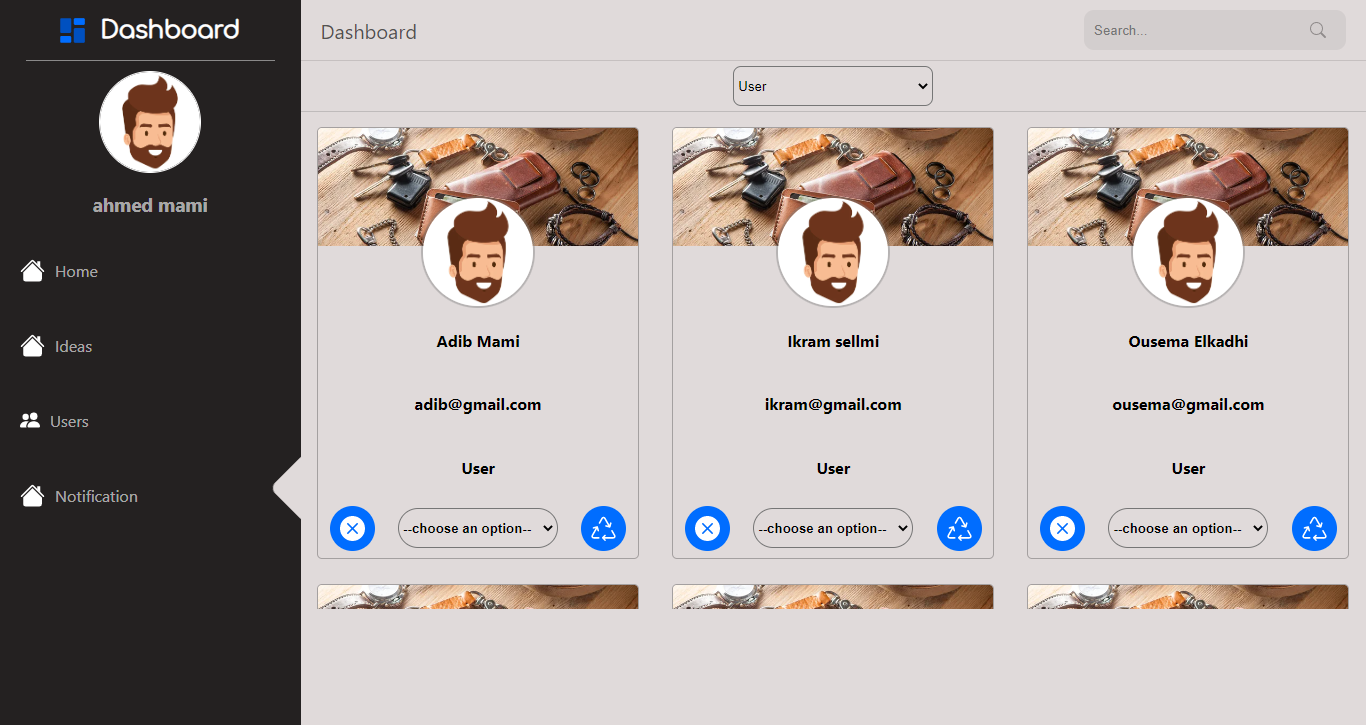 Dashboard
ahmed mami
Home
Ideas
Users
Notification
Dashboard
Search...
User
Adib Mami
adib@gmail.com
User
--choose an option--
Ikram sellmi
ikram@gmail.com
User
--choose an option--
Ousema Elkadhi
ousema@gmail.com
User
--choose an option--